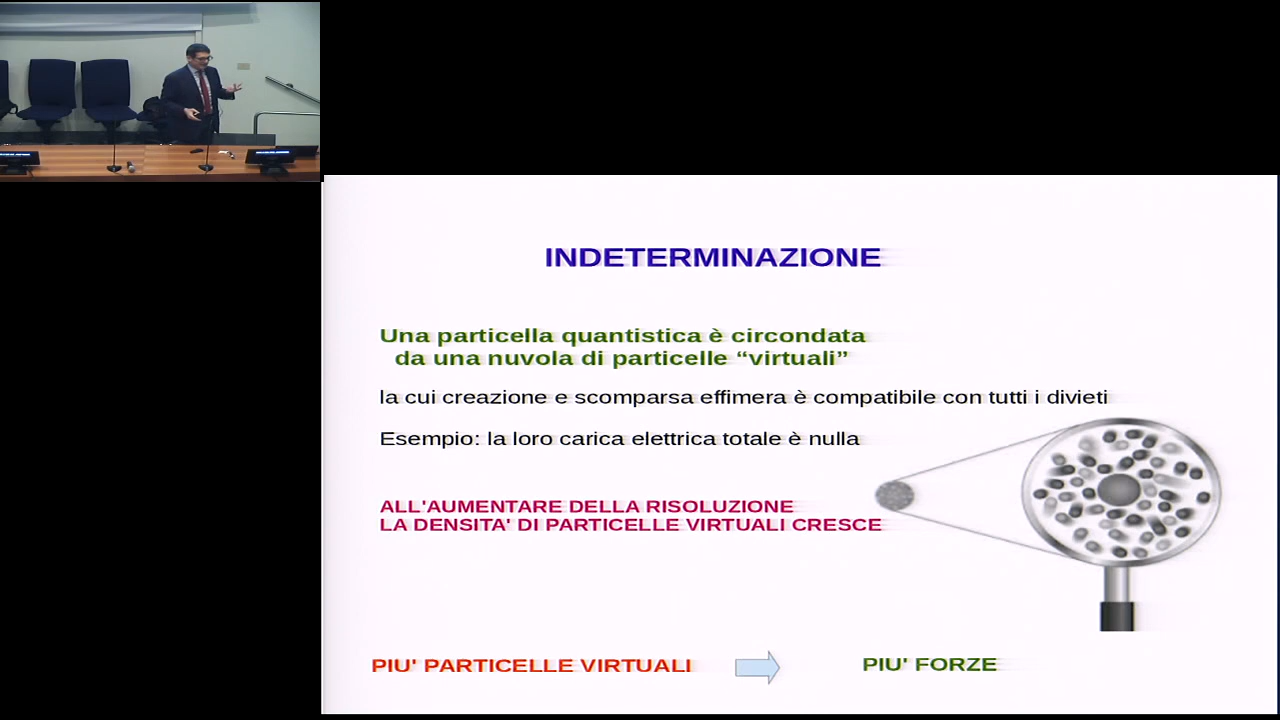 INDETERMINAZIONE
Una particella quantistica è circondata
da una nuvola di particelle “virtuali”
la cui creazione e scomparsa effimera è compatibile con tutti i divieti
Esempio: la loro carica elettrica totale è nulla
ALL'AUMENTARE DELLA RISOLUZIONE
LA DENSITA' DI PARTICELLE VIRTUALI CRESCE
PIU' PARTICELLE VIRTUALI
PIU' FORZE